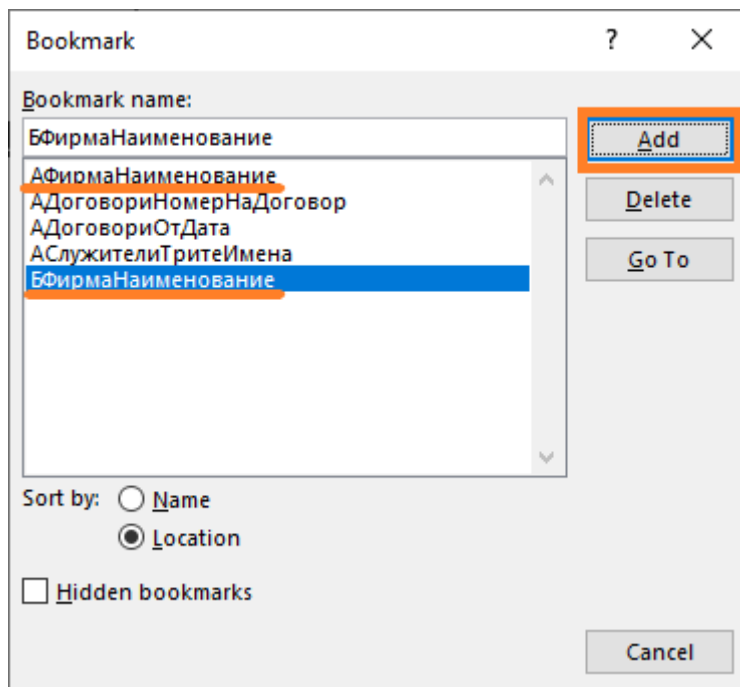 Bookmark ? ×
Bookmark name:
БФирмаНаименование
Add
АФирмаНаименование
АДоговориНомерНаДоговор
АДоговориОтДата
АСлужителиТритеИмена
БФирмаНаименование
Delete
Go To
Sort by: Name
Location
Hidden bookmarks
Cancel